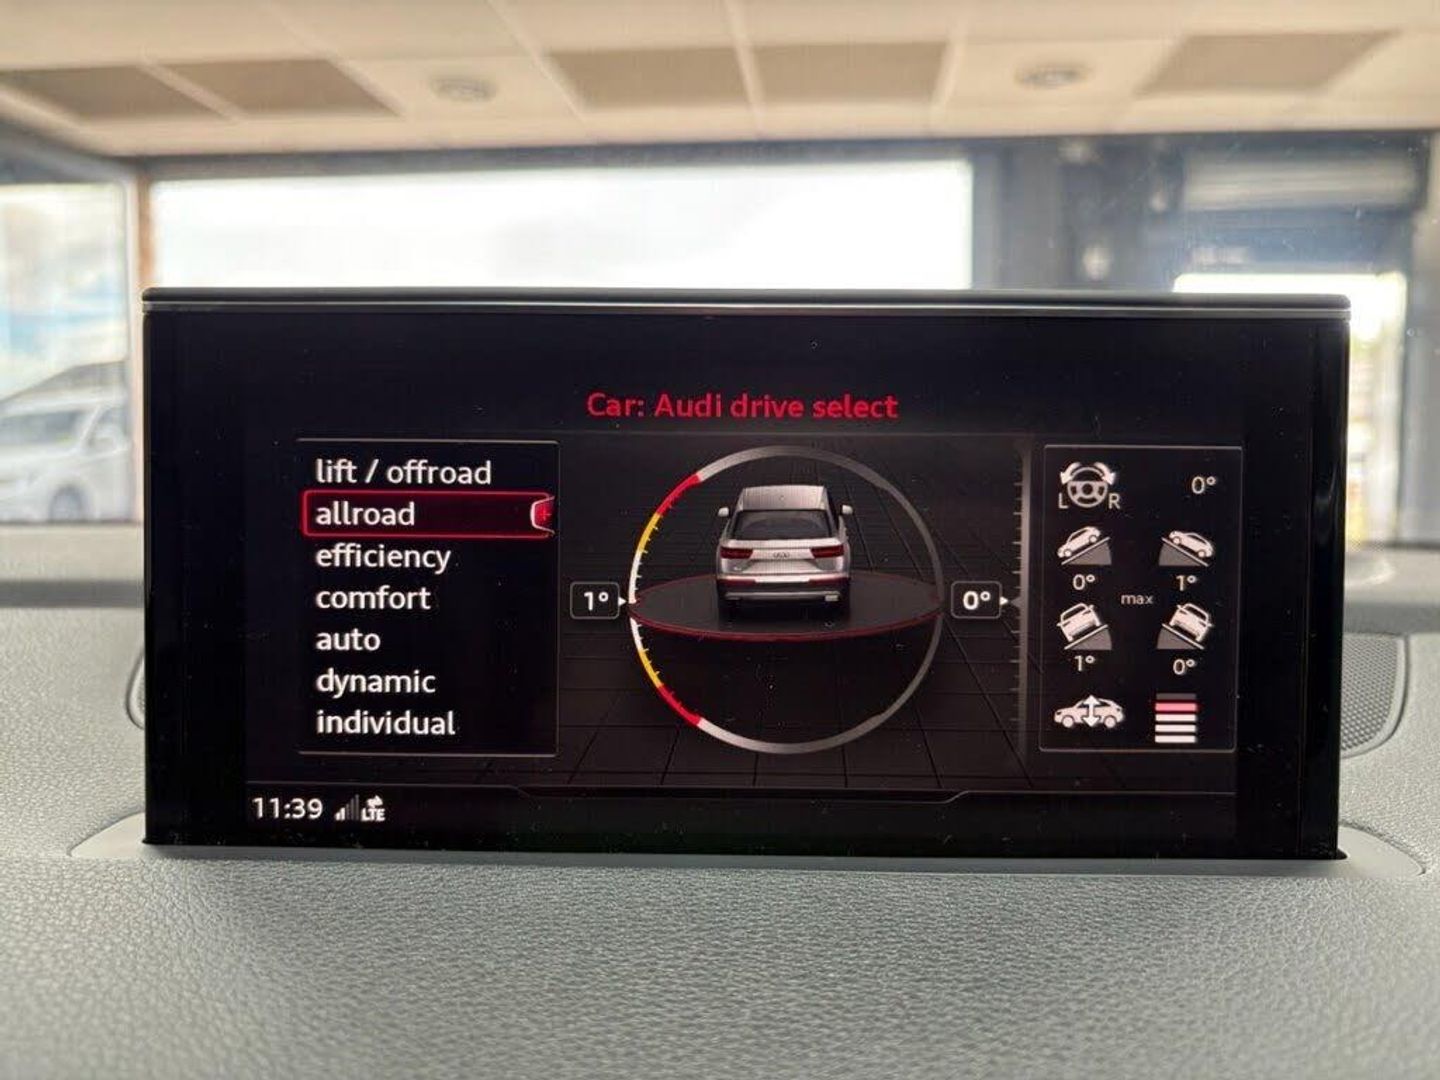 Car: Audi drive select
lift / offroad
allroad
efficiency
comfort
auto
dynamic
individual
1°
0°
L R 0°
0° 1°
max
1° 0°
11:39 LTE